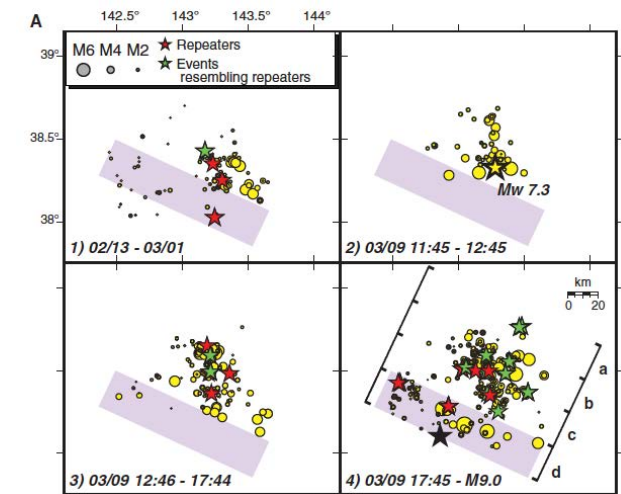 A
142.5° 143° 143.5° 144°
39°
38.5°
38°
M6 M4 M2
Repeaters
Events
resembling repeaters
1) 02/13 - 03/01
Mw 7.3
2) 03/09 11:45 - 12:45
3) 03/09 12:46 - 17:44
km
0 20
a
b
c
d
4) 03/09 17:45 - M9.0